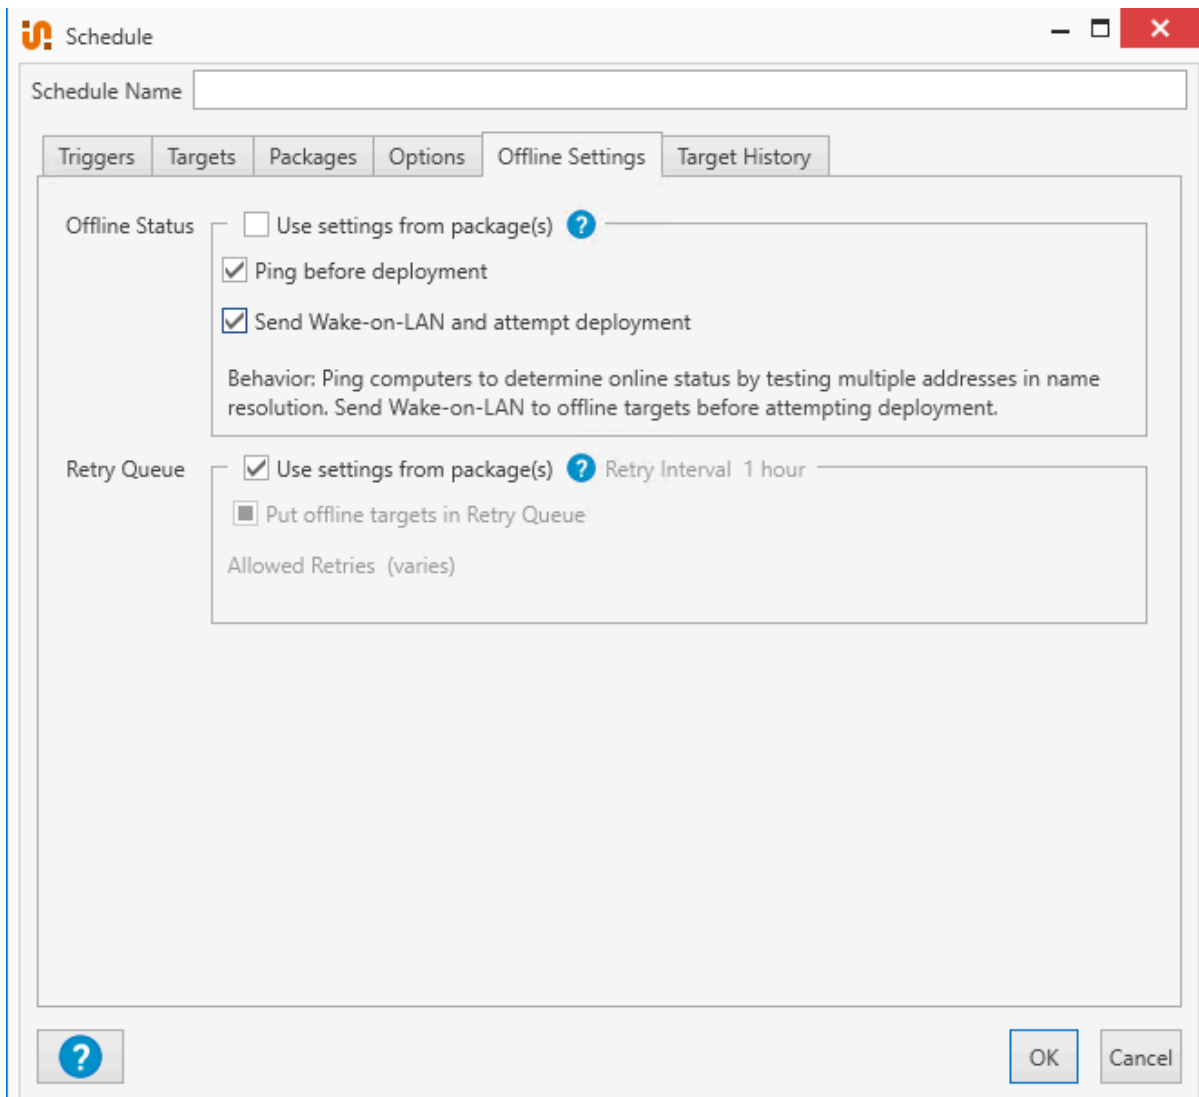 Schedule
Schedule Name
Triggers Targets Packages Options Offline Settings Target History
Offline Status Use settings from package(s) ?
Ping before deployment
Send Wake-on-LAN and attempt deployment
Behavior: Ping computers to determine online status by testing multiple addresses in name
resolution. Send Wake-on-LAN to offline targets before attempting deployment.
Retry Queue Use settings from package(s) ? Retry Interval 1 hour
Put offline targets in Retry Queue
Allowed Retries (varies)
? OK Cancel